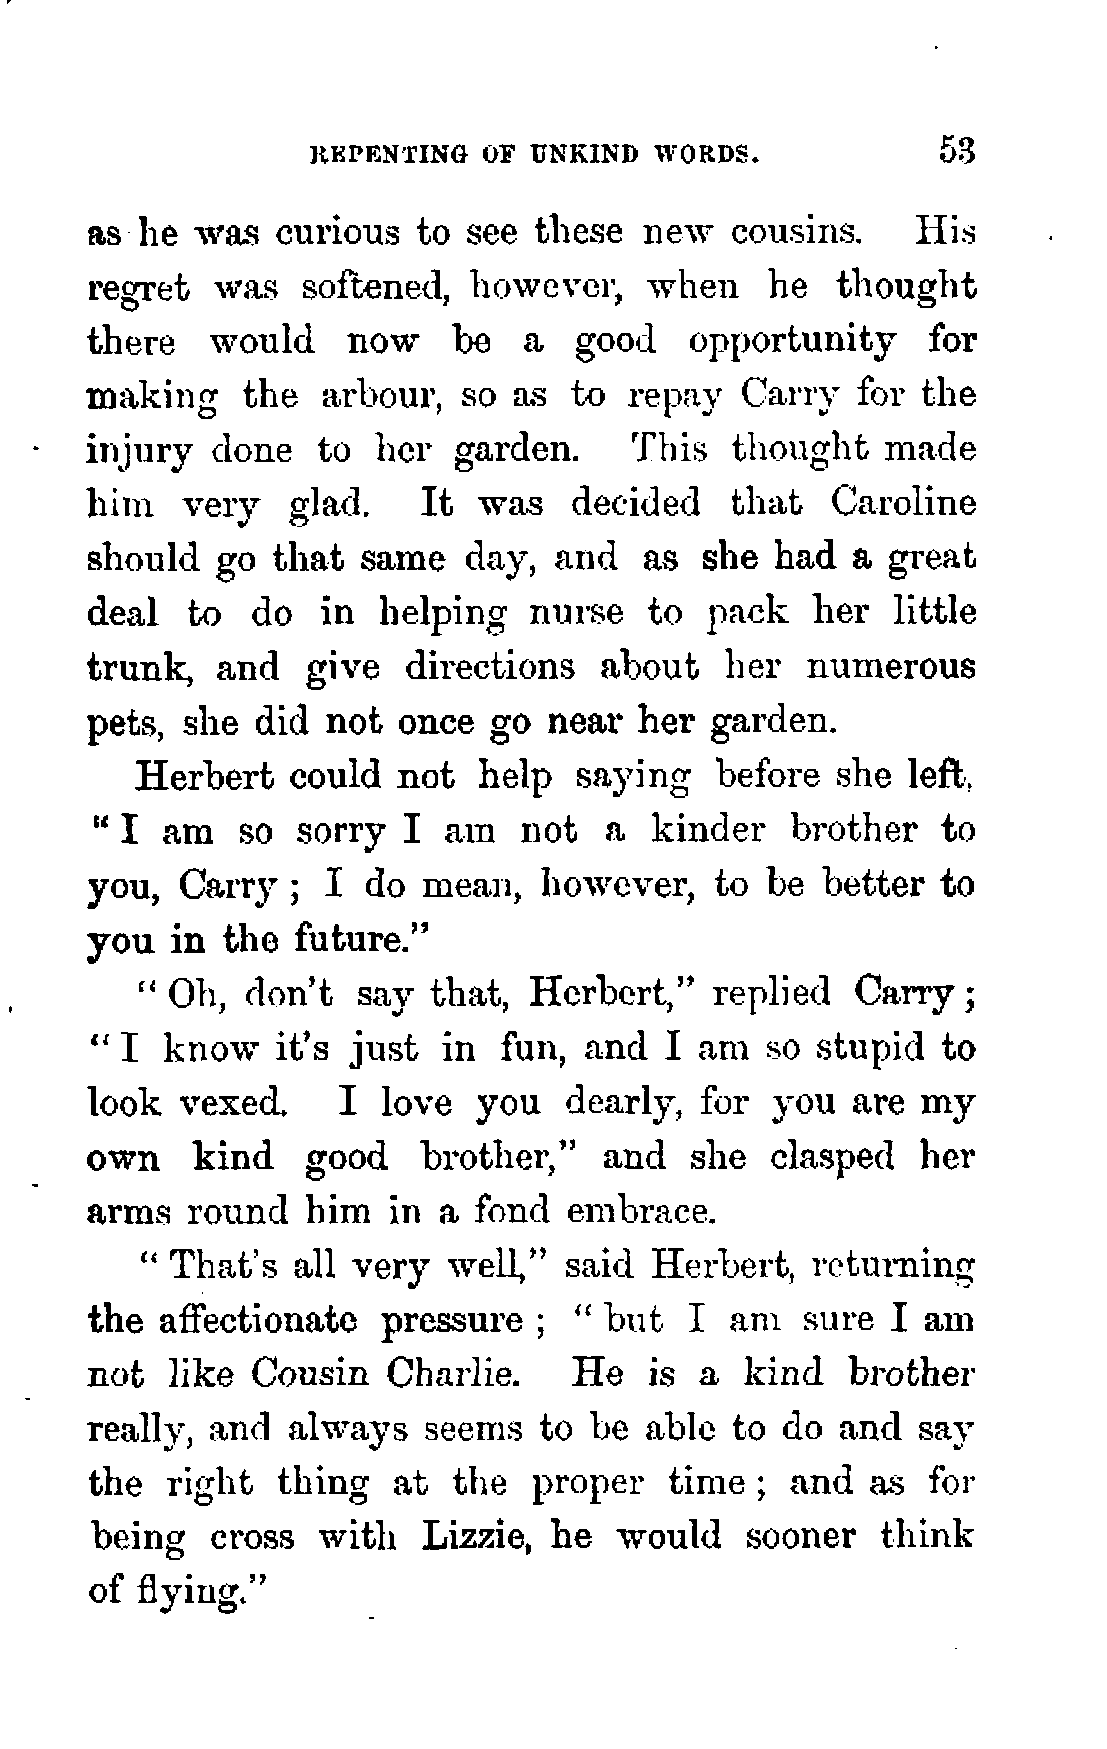 REPENTING OF UNKIND WORDS. 53
as he was curious to see these new cousins. His
regret was softened, however, when he thought
there would now be a good opportunity for
making the arbour, so as to repay Carry for the
injury done to her garden. This thought made
him very glad. It was decided that Caroline
should go that same day, and as she had a great
deal to do in helping nurse to pack her little
trunk, and give directions about her numerous
pets, she did not once go near her garden.
Herbert could not help saying before she left,
"I am so sorry I am not a kinder brother to
you, Carry; I do mean, however, to be better to
you in the future."
"Oh, don't say that, Herbert," replied Carry;
"I know it's just in fun, and I am so stupid to
look vexed. I love you dearly, for you are my
own kind good brother," and she clasped her
arms round him in a fond embrace.
"That's all very well," said Herbert, returning
the affectionate pressure; "but I am sure I am
not like Cousin Charlie. He is a kind brother
really, and always seems to be able to do and say
the right thing at the proper time; and as for
being cross with Lizzie, he would sooner think
of flying."